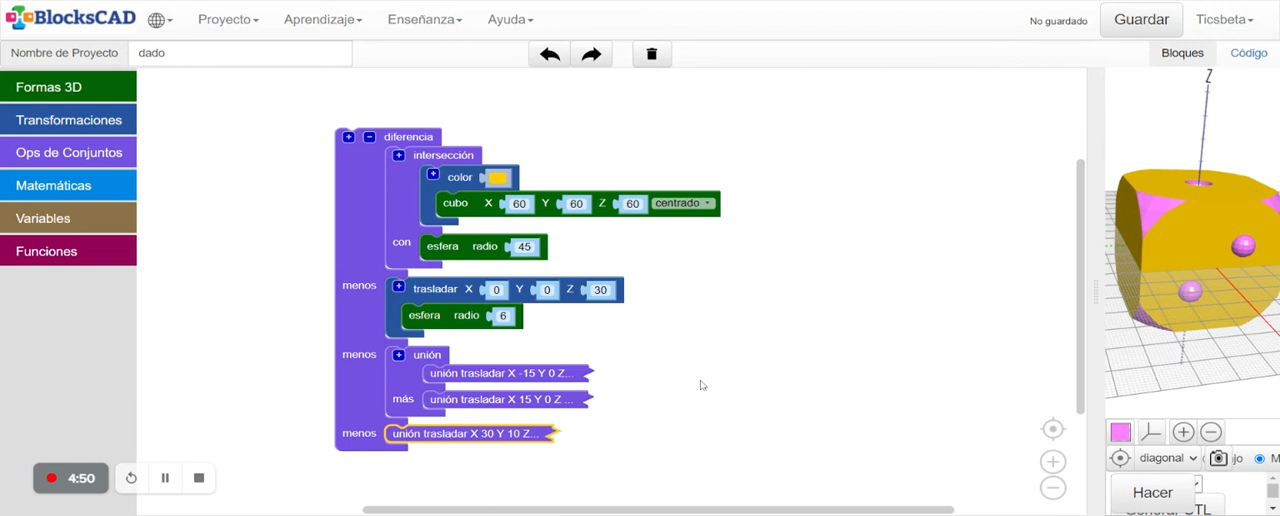 BlocksCAD Proyecto Aprendizaje Enseñanza Ayuda No guardado Guardar Ticsbeta
Nombre de Proyecto dado Bloques Código
Formas 3D
Transformaciones
Ops de Conjuntos
Matemáticas
Variables
Funciones
diferencia
intersección
color
cubo X 60 Y 60 Z 60 centrado
con esfera radio 45
menos trasladar X 0 Y 0 Z 30
esfera radio 6
menos unión
unión trasladar X -15 Y 0 Z...
más unión trasladar X 15 Y 0 Z ...
menos unión trasladar X 30 Y 10 Z...
4:50
Z
diagonal ijo M
Hacer